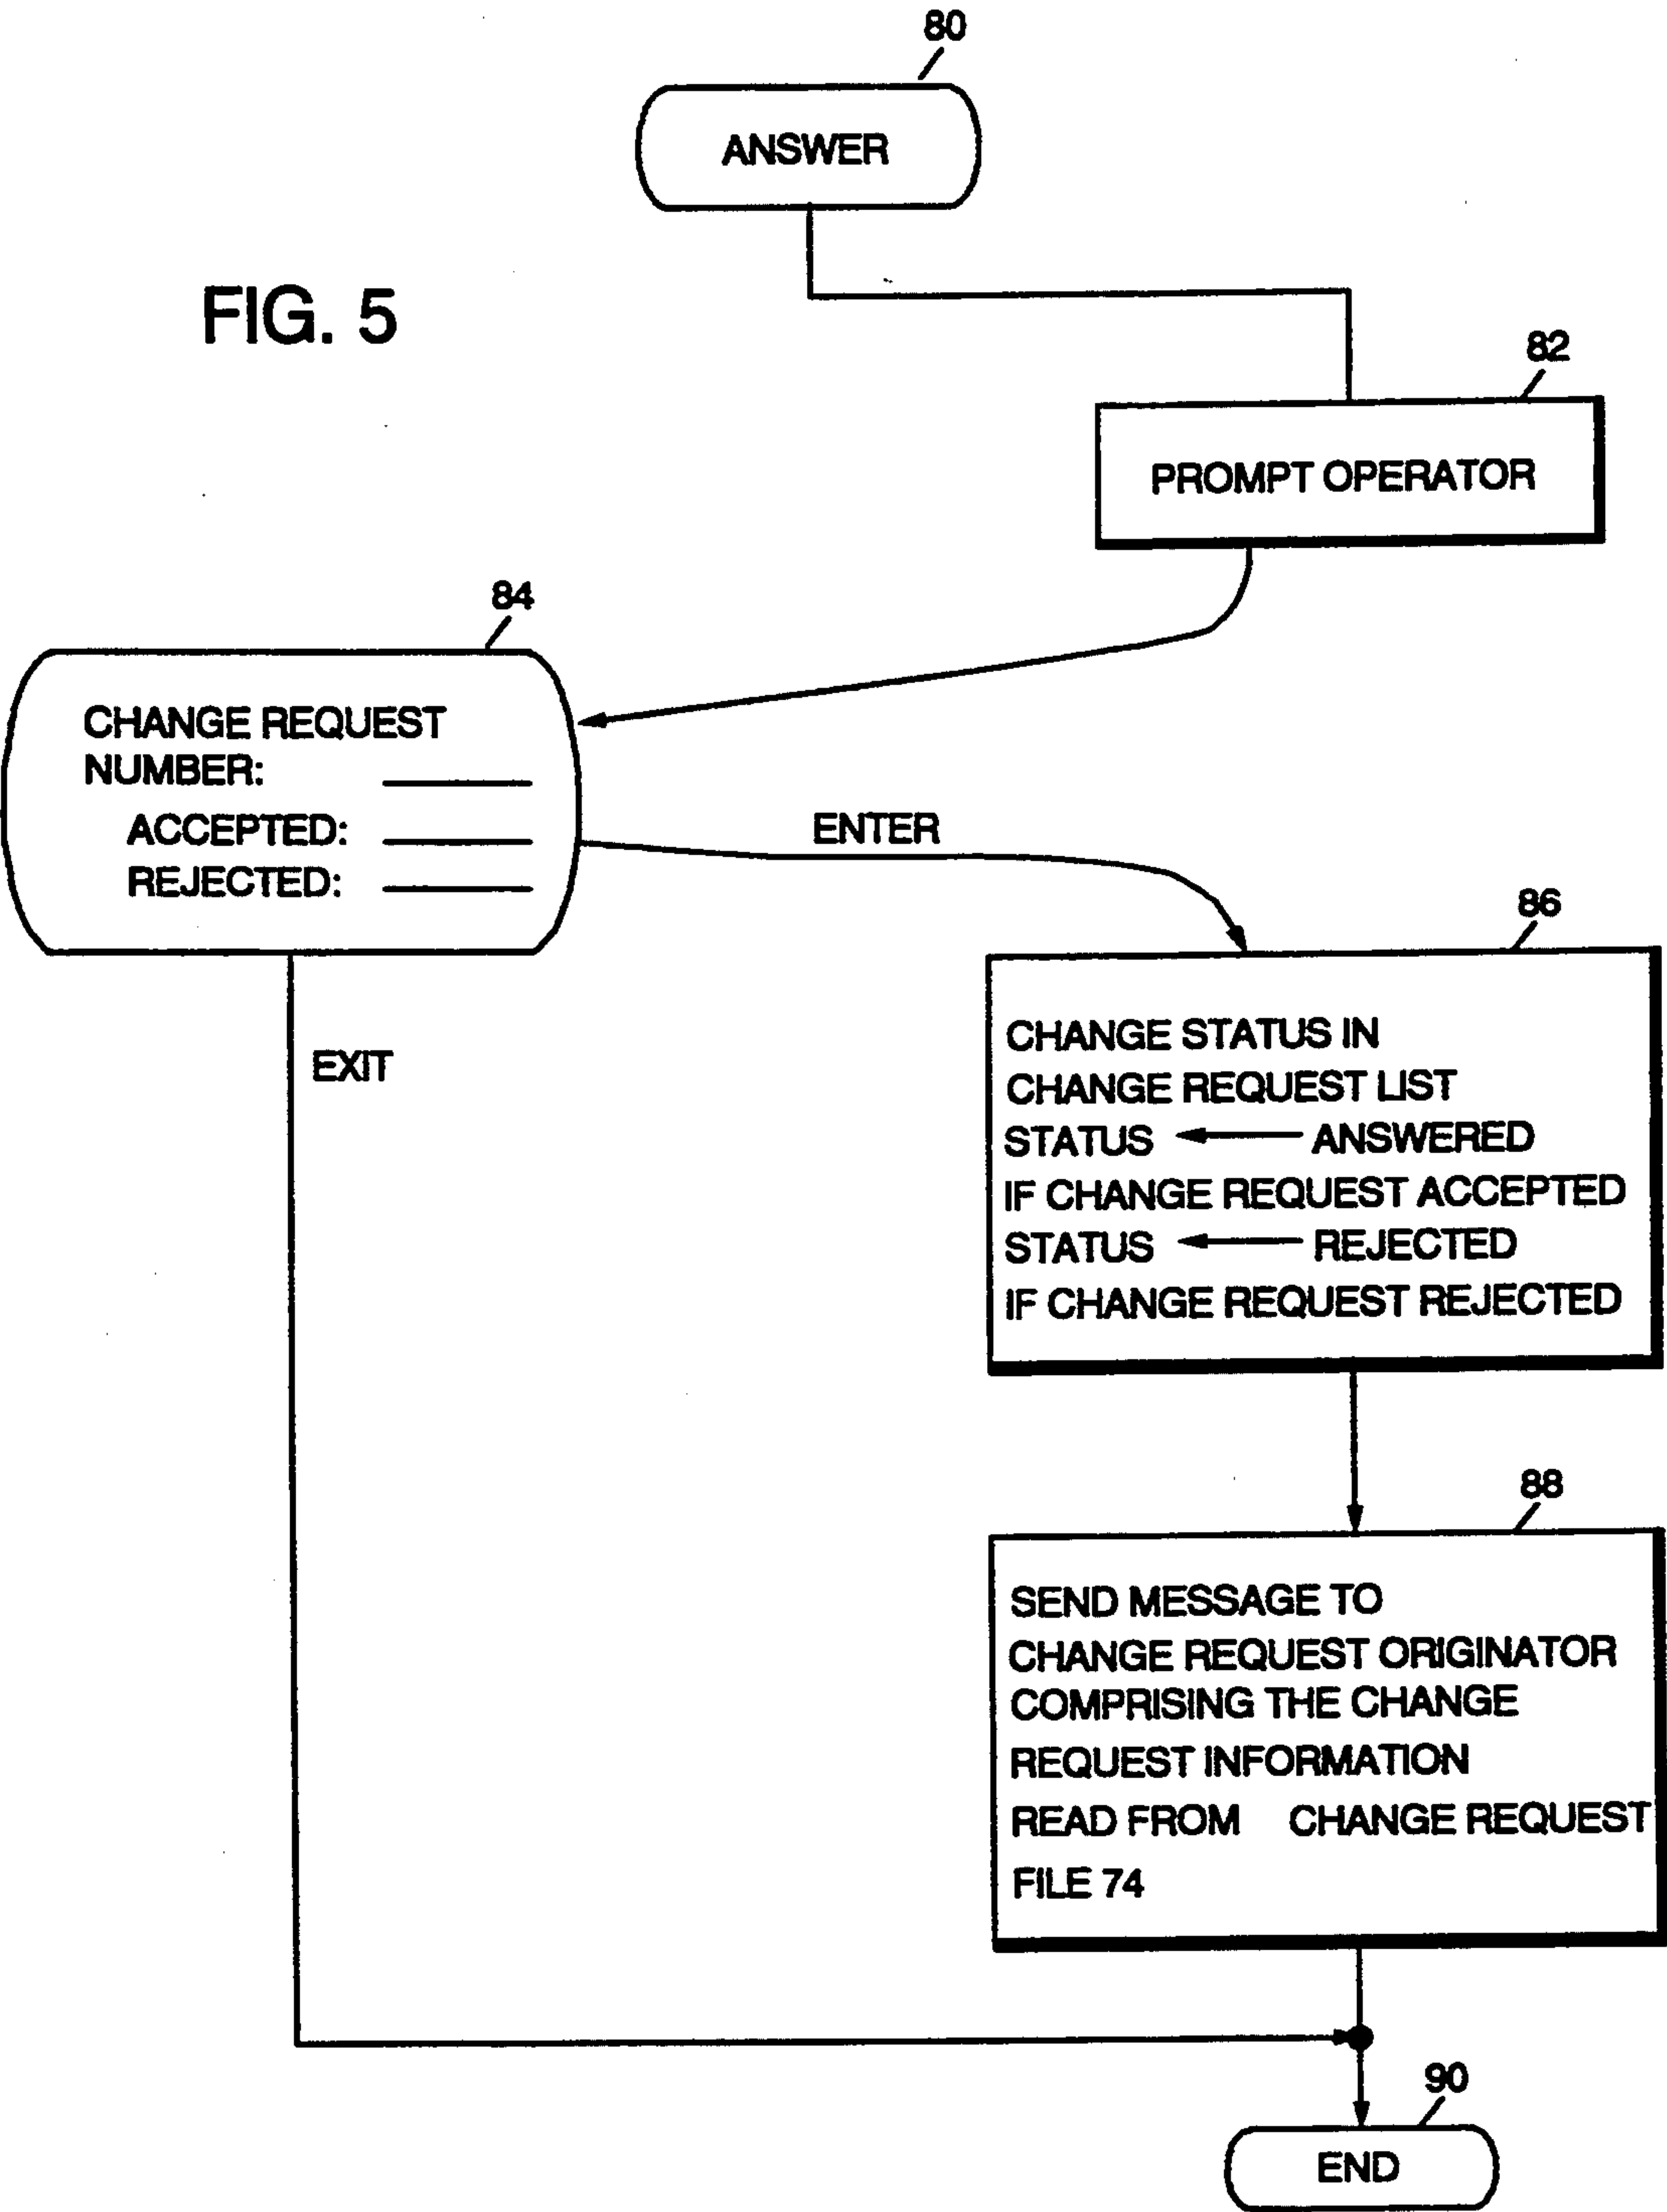 80
ANSWER
FIG. 5
82
PROMPT OPERATOR
84
CHANGE REQUEST
NUMBER:
ACCEPTED:
REJECTED:
ENTER
EXIT
86
CHANGE STATUS IN
CHANGE REQUEST LIST
STATUS ← ANSWERED
IF CHANGE REQUEST ACCEPTED
STATUS ← REJECTED
IF CHANGE REQUEST REJECTED
88
SEND MESSAGE TO
CHANGE REQUEST ORIGINATOR
COMPRISING THE CHANGE
REQUEST INFORMATION
READ FROM CHANGE REQUEST
FILE 74
90
END